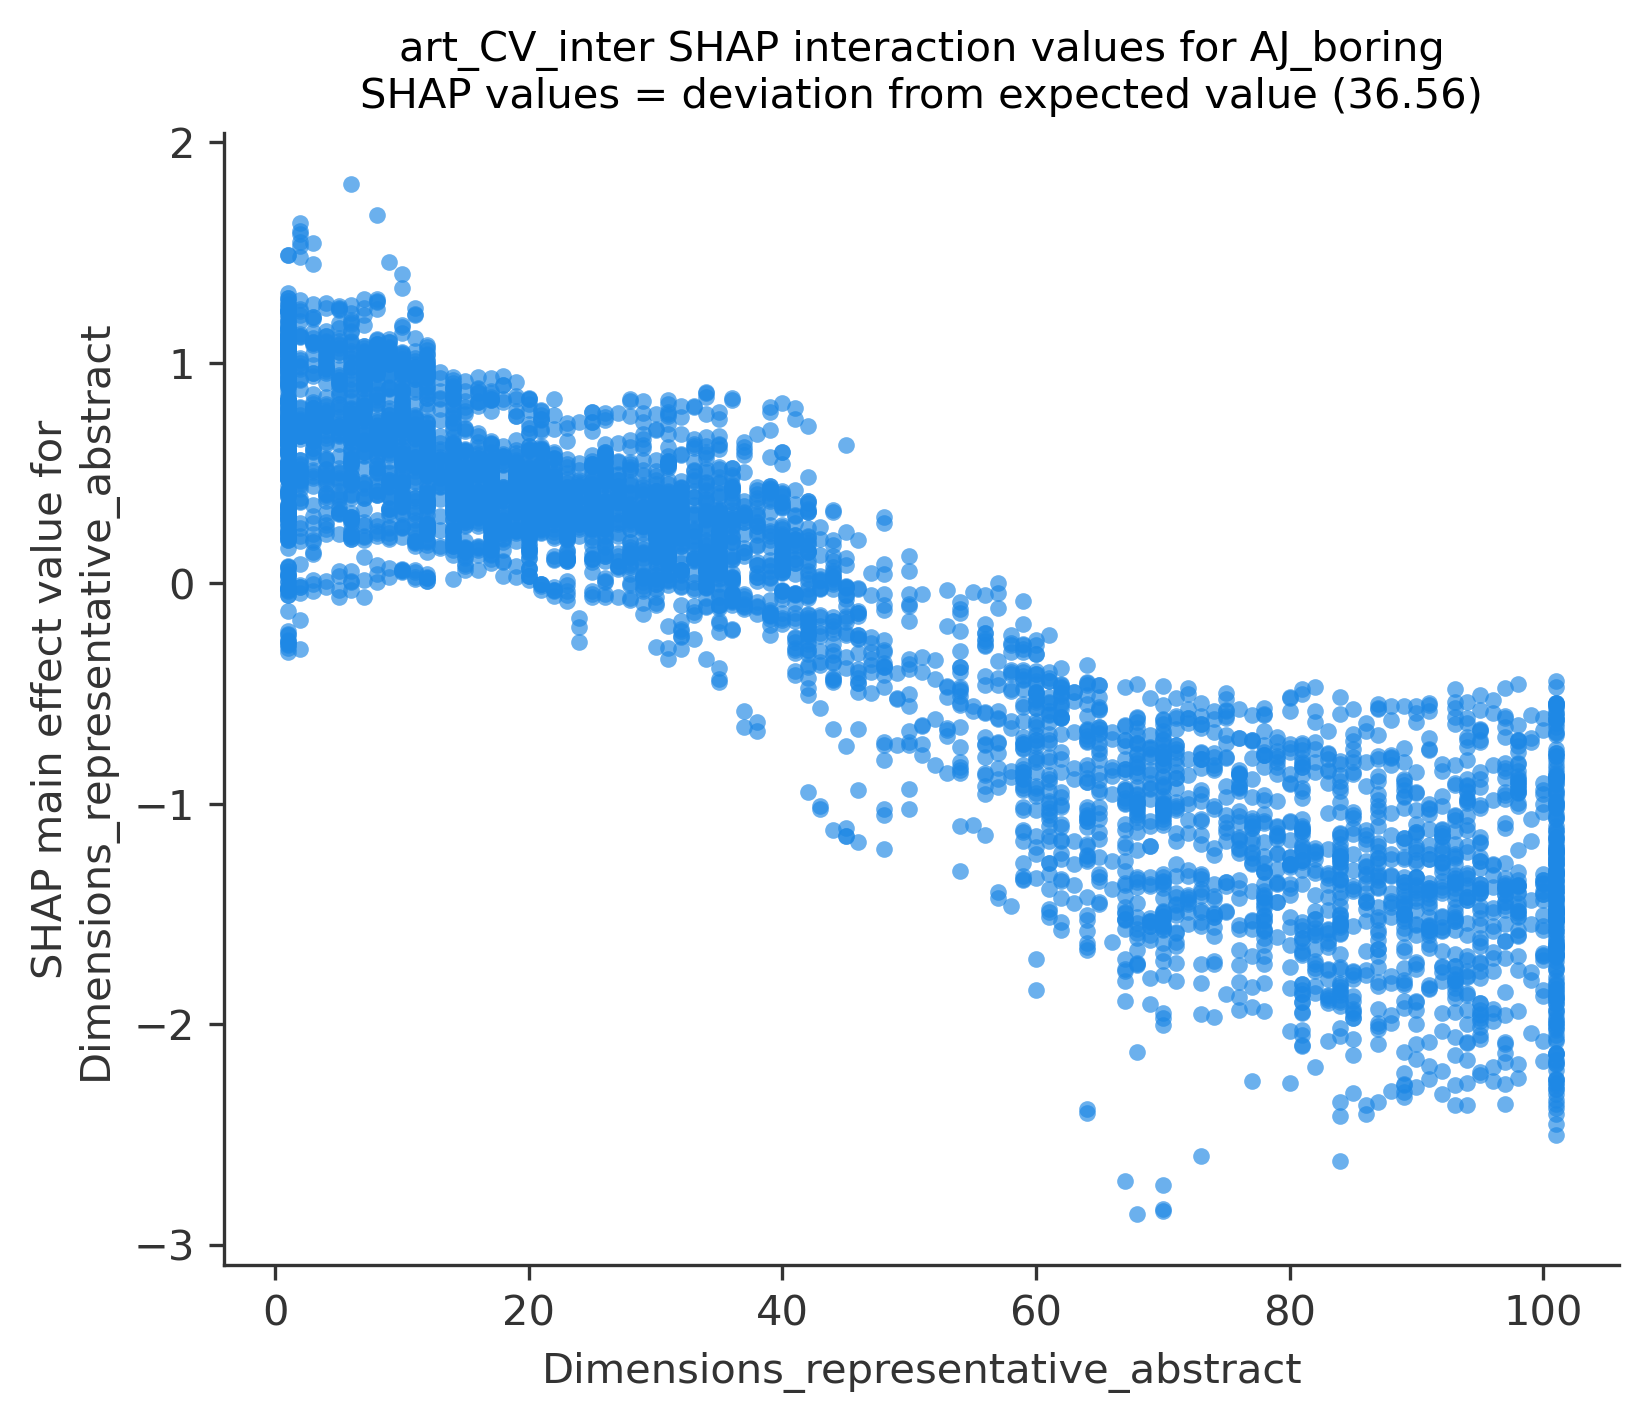 art_CV_inter SHAP interaction values for AJ_boring
SHAP values = deviation from expected value (36.56)
SHAP main effect value for
Dimensions_representative_abstract
2
1
0
−1
−2
−3
0 20 40 60 80 100
Dimensions_representative_abstract